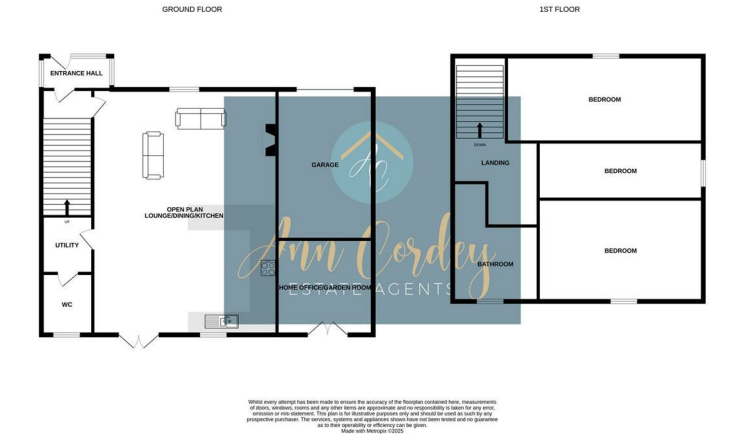 GROUND FLOOR
1ST FLOOR
ENTRANCE HALL
BEDROOM
DOWN
LANDING
GARAGE
BEDROOM
OPEN PLAN
LOUNGE/DINING/KITCHEN
UP
UTILITY
BEDROOM
BATHROOM
HOME OFFICE/GARDEN ROOM
WC
AC
Ann Cordey
ESTATE AGENTS
Whilst every attempt has been made to ensure the accuracy of the floorplan contained here, measurements
of doors, windows, rooms and any other items are approximate and no responsibility is taken for any error,
omission or mis-statement. This plan is for illustrative purposes only and should be used as such by any
prospective purchaser. The services, systems and appliances shown have not been tested and no guarantee
as to their operability or efficiency can be given.
Made with Metropix ©2025